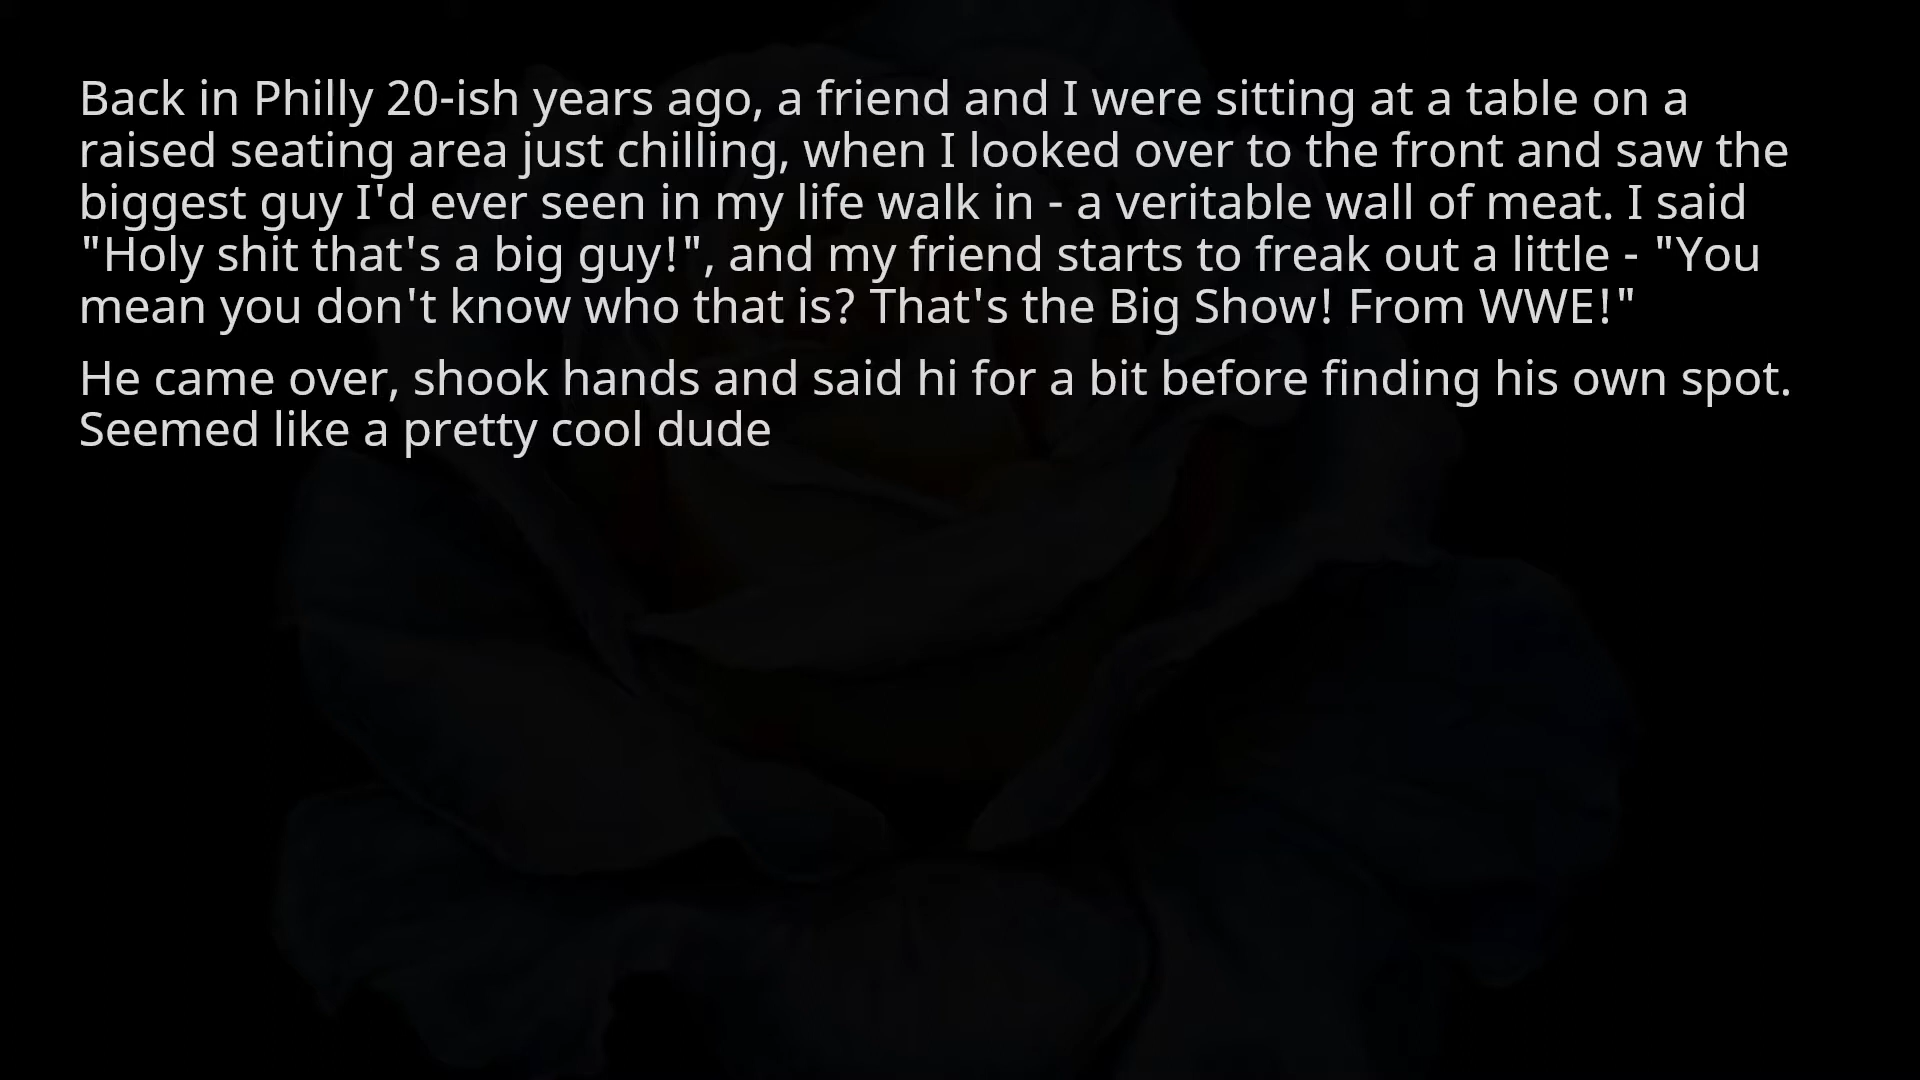 Back in Philly 20-ish years ago, a friend and I were sitting at a table on a
raised seating area just chilling, when I looked over to the front and saw the
biggest guy I'd ever seen in my life walk in - a veritable wall of meat. I said
"Holy shit that's a big guy!", and my friend starts to freak out a little - "You
mean you don't know who that is? That's the Big Show! From WWE!"
He came over, shook hands and said hi for a bit before finding his own spot.
Seemed like a pretty cool dude